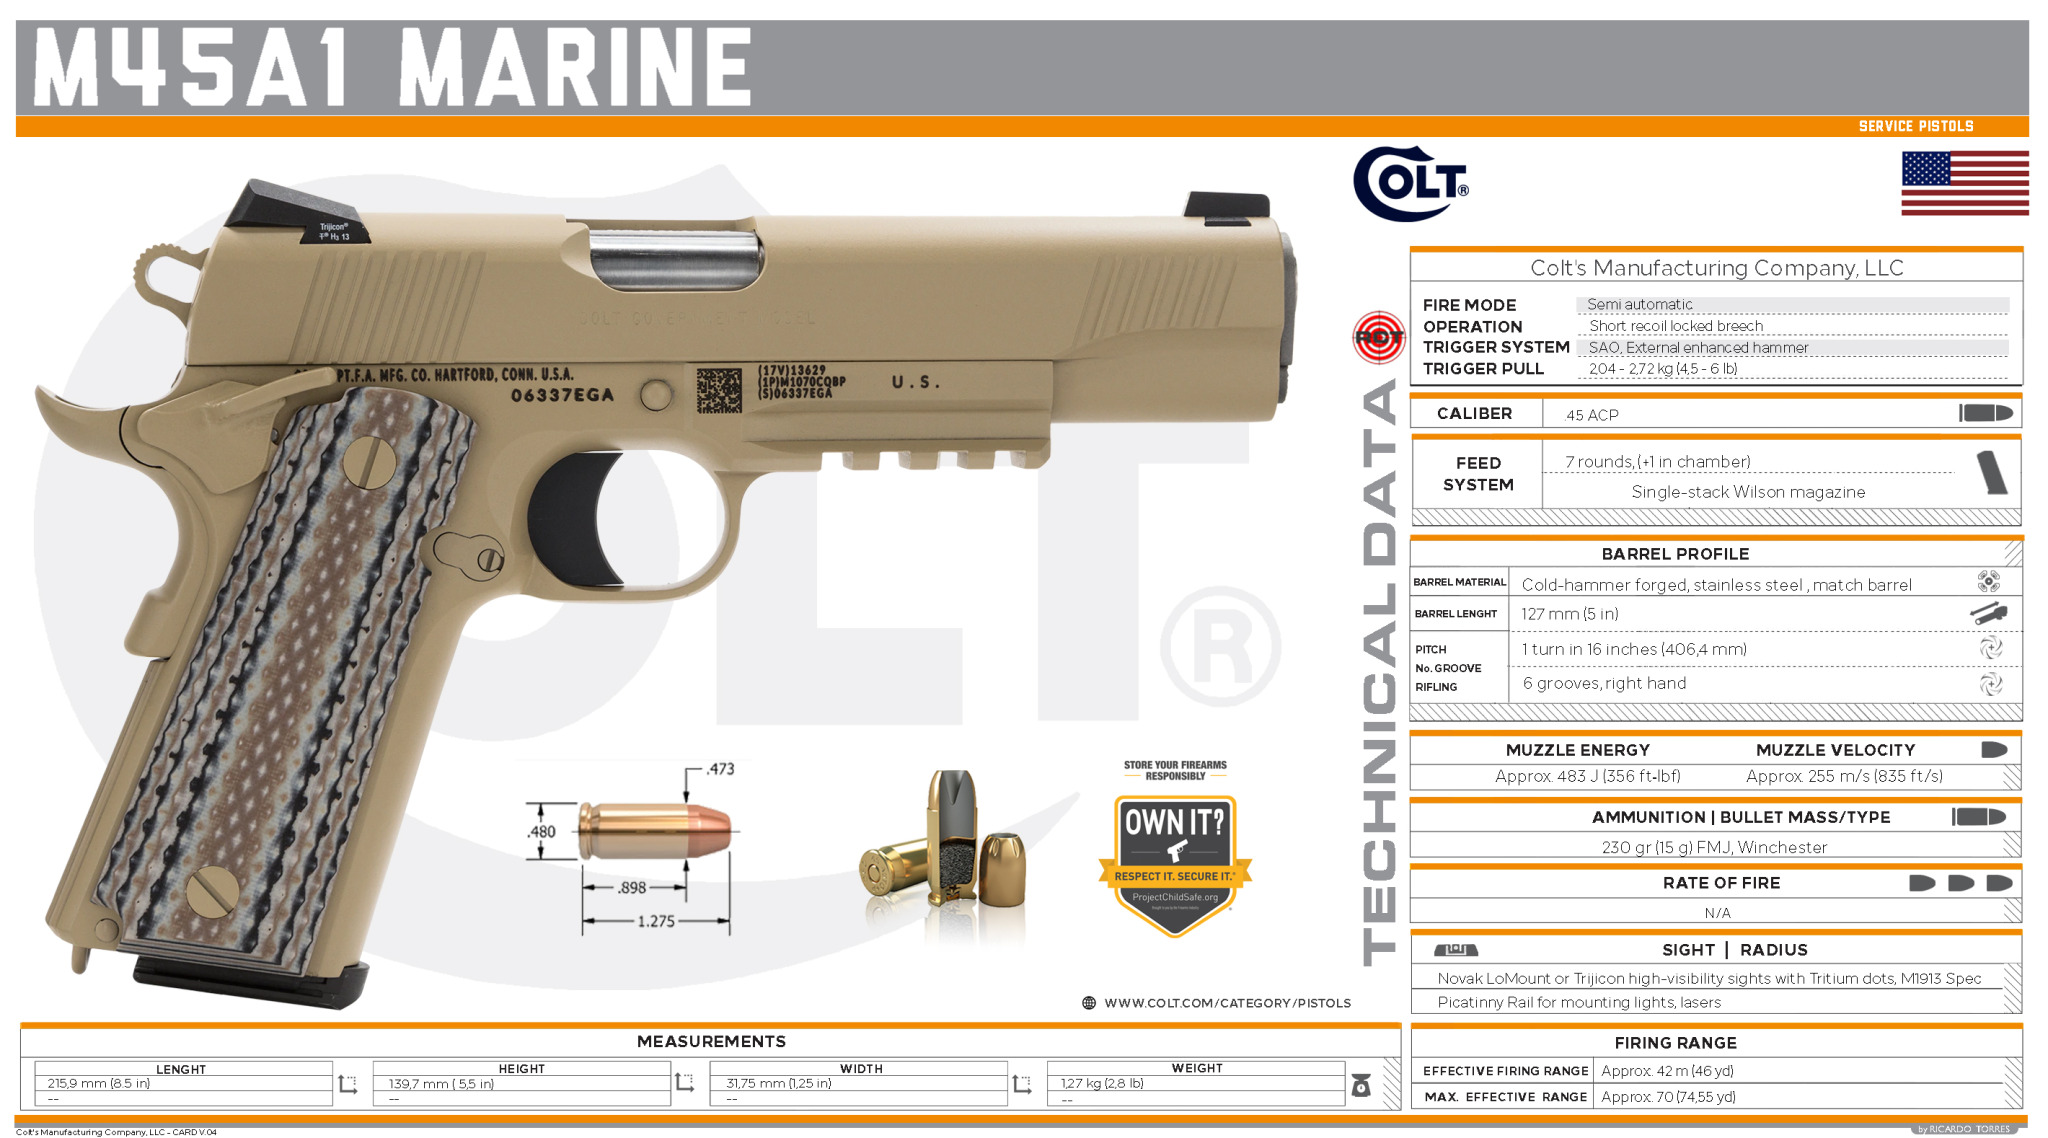 M45A1 MARINE
SERVICE PISTOLS
COLT®
Trijicon®
H3 13
COLT GOVERNMENT MODEL
PT.F.A. MFG. CO. HARTFORD, CONN. U.S.A.
06337EGA
(17V)13629
(1P)M1070CQBP
(S)06337EGA
U.S.
RDT
TECHNICAL DATA
Colt's Manufacturing Company, LLC
FIRE MODE Semi automatic
OPERATION Short recoil locked breech
TRIGGER SYSTEM SAO, External enhanced hammer
TRIGGER PULL 2,04 - 2,72 kg (4,5 - 6 lb)
CALIBER .45 ACP
FEED SYSTEM
7 rounds, (+1 in chamber)
Single-stack Wilson magazine
BARREL PROFILE
BARREL MATERIAL Cold-hammer forged, stainless steel , match barrel
BARREL LENGHT 127 mm (5 in)
PITCH 1 turn in 16 inches (406,4 mm)
No. GROOVE
RIFLING 6 grooves, right hand
MUZZLE ENERGY MUZZLE VELOCITY
Approx. 483 J (356 ft-lbf) Approx. 255 m/s (835 ft/s)
AMMUNITION | BULLET MASS/TYPE
230 gr (15 g) FMJ, Winchester
RATE OF FIRE
N/A
SIGHT | RADIUS
Novak LoMount or Trijicon high-visibility sights with Tritium dots, M1913 Spec
Picatinny Rail for mounting lights, lasers
FIRING RANGE
EFFECTIVE FIRING RANGE Approx. 42 m (46 yd)
MAX. EFFECTIVE RANGE Approx. 70 (74,55 yd)
.473
.480
.898
1.275
STORE YOUR FIREARMS
RESPONSIBLY
OWN IT?
RESPECT IT. SECURE IT.
ProjectChildSafe.org
WWW.COLT.COM/CATEGORY/PISTOLS
MEASUREMENTS
LENGHT HEIGHT WIDTH WEIGHT
215,9 mm (8.5 in) 139,7 mm ( 5,5 in) 31,75 mm (1,25 in) 1,27 kg (2,8 lb)
-- -- -- --
Colt's Manufacturing Company, LLC - CARD V.04
by RICARDO TORRES